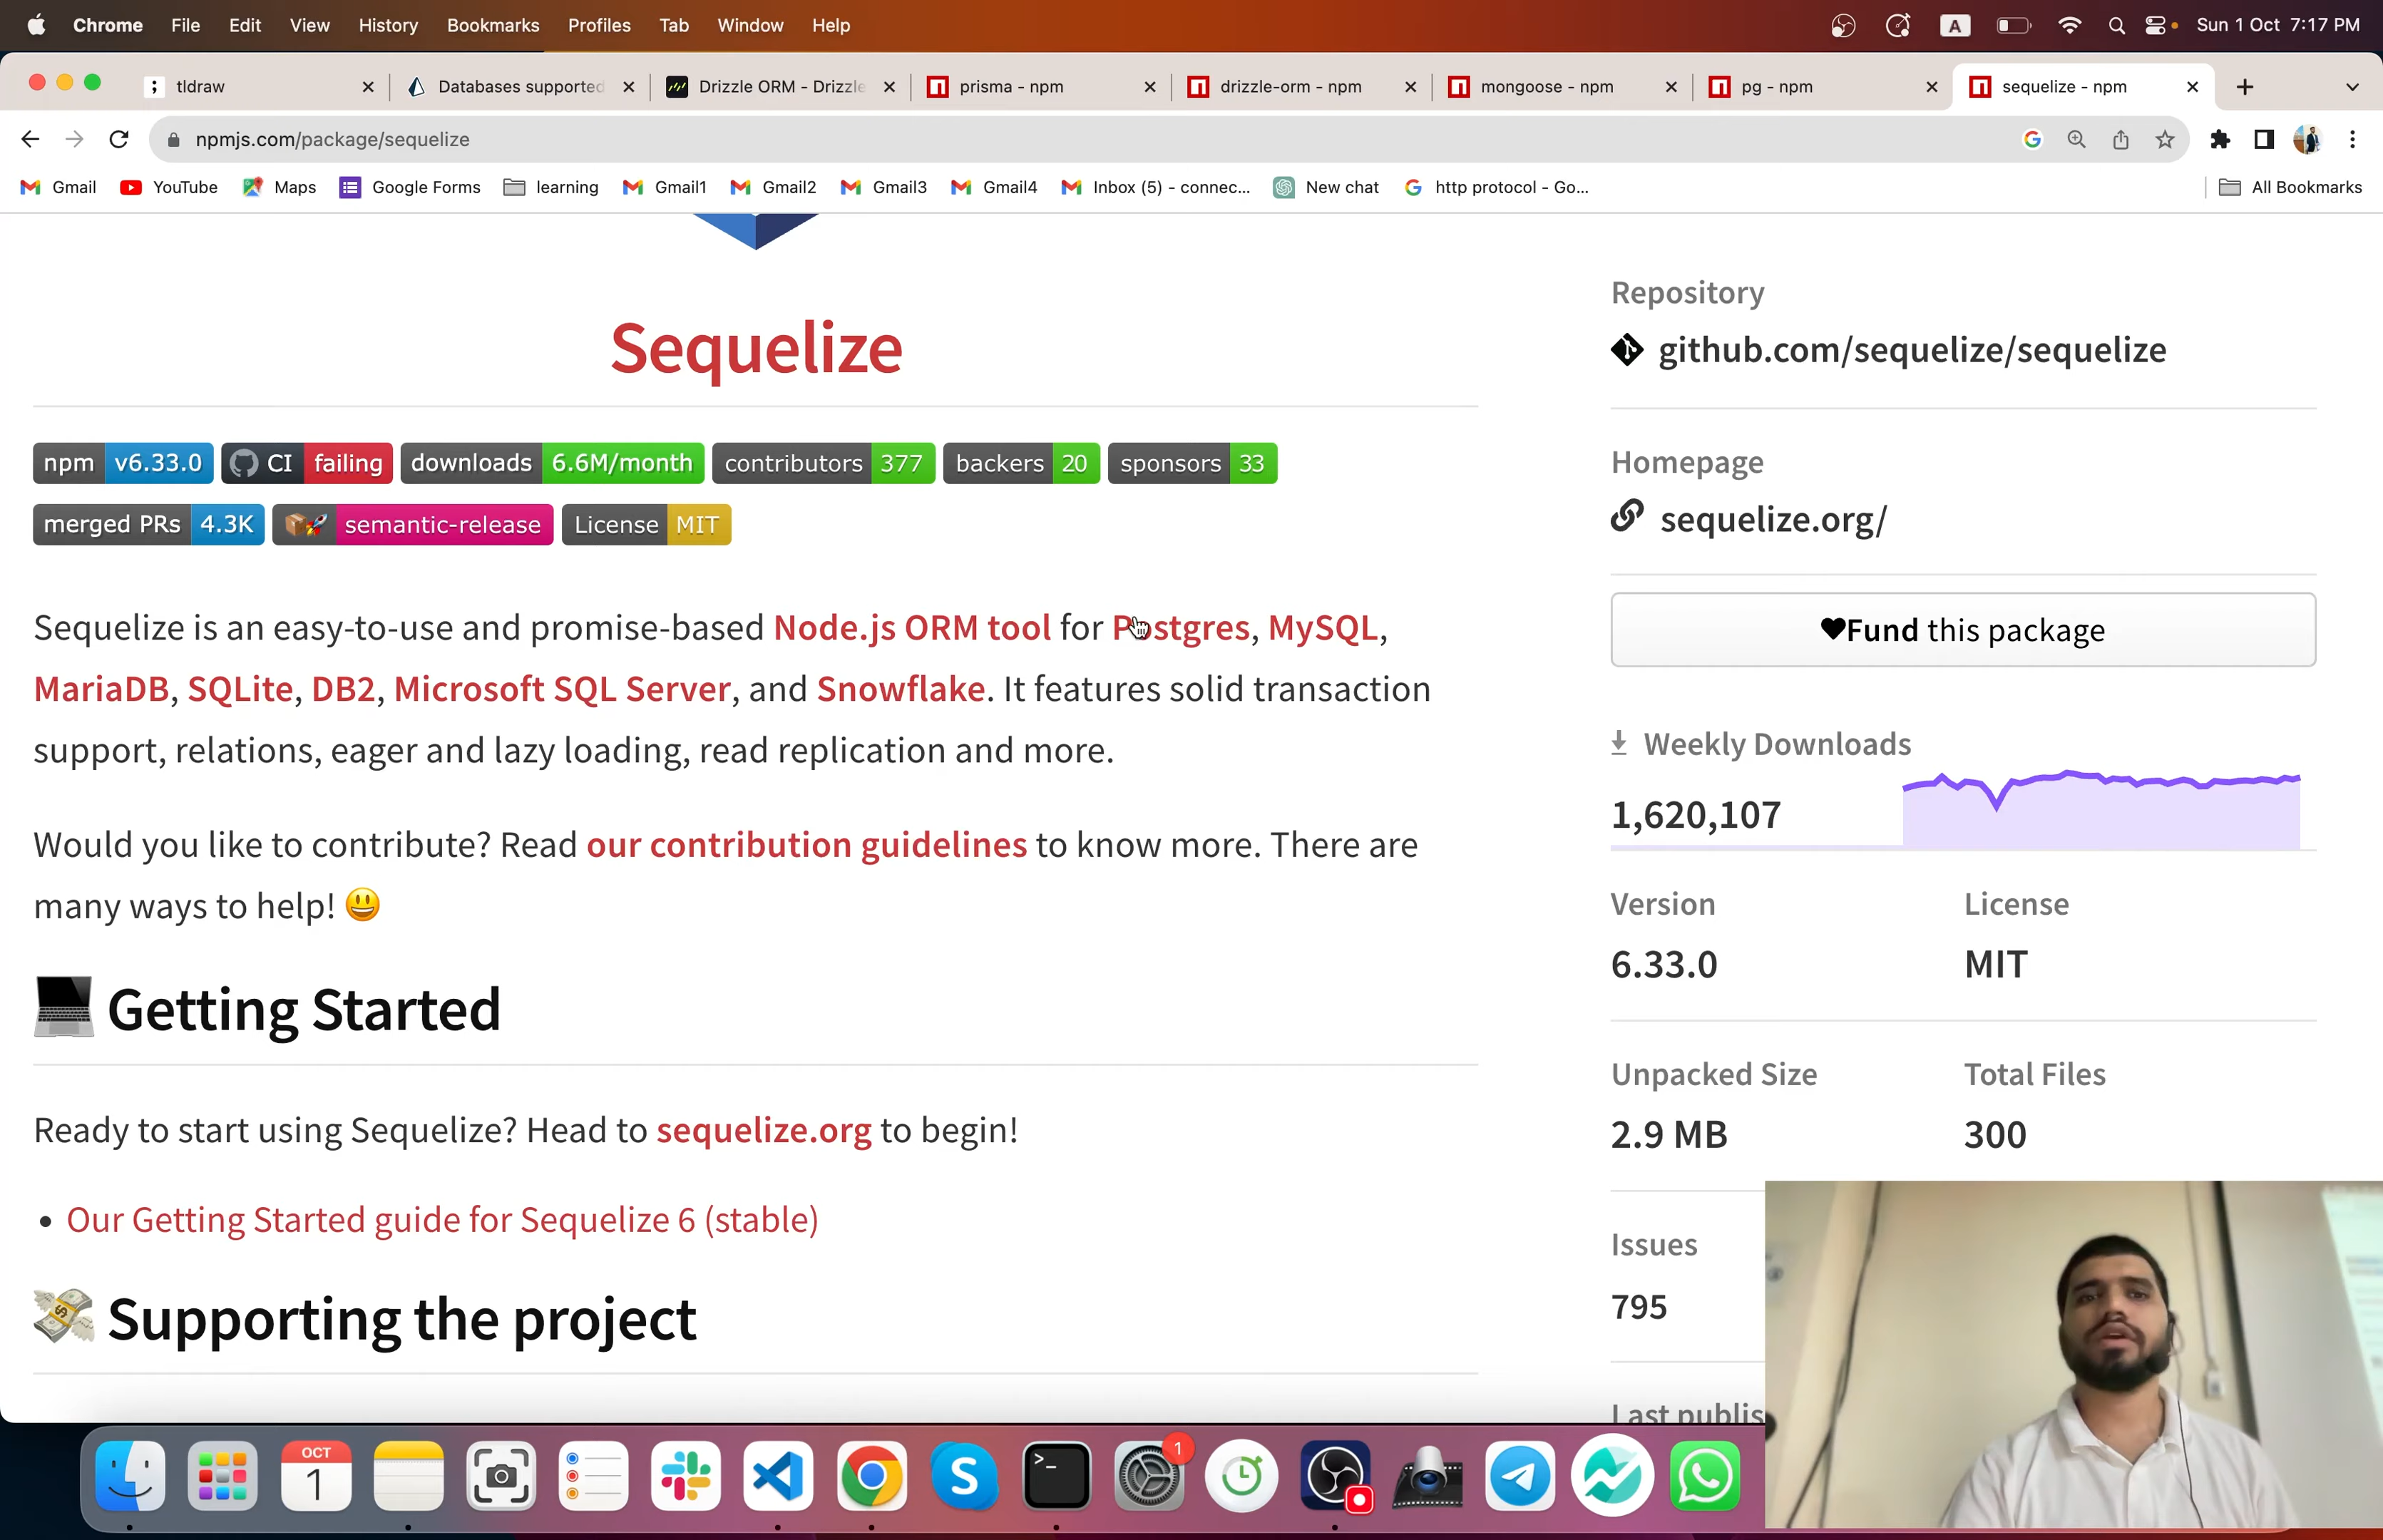 Chrome File Edit View History Bookmarks Profiles Tab Window Help A Sun 1 Oct 7:17 PM
tldraw Databases supported Drizzle ORM - Drizzle prisma - npm drizzle-orm - npm mongoose - npm pg - npm sequelize - npm
npmjs.com/package/sequelize
Gmail YouTube Maps Google Forms learning Gmail1 Gmail2 Gmail3 Gmail4 Inbox (5) - connec... New chat http protocol - Go... All Bookmarks
Sequelize
npm v6.33.0 CI failing downloads 6.6M/month contributors 377 backers 20 sponsors 33
merged PRs 4.3K semantic-release License MIT
Sequelize is an easy-to-use and promise-based Node.js ORM tool for Postgres, MySQL,
MariaDB, SQLite, DB2, Microsoft SQL Server, and Snowflake. It features solid transaction
support, relations, eager and lazy loading, read replication and more.
Would you like to contribute? Read our contribution guidelines to know more. There are
many ways to help! 😃
Getting Started
Ready to start using Sequelize? Head to sequelize.org to begin!
• Our Getting Started guide for Sequelize 6 (stable)
Supporting the project
Repository
github.com/sequelize/sequelize
Homepage
sequelize.org/
Fund this package
Weekly Downloads
1,620,107
Version License
6.33.0 MIT
Unpacked Size Total Files
2.9 MB 300
Issues
795
Last publis
OCT
1
S
>_
1